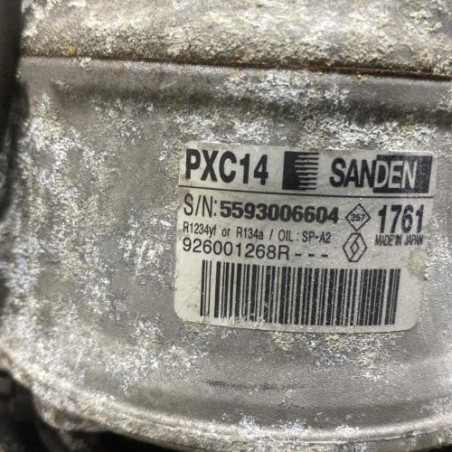 PXC14 SANDEN
S/N:5593006604 357 1761
R1234yf or R134a / OIL : SP-A2 MADE IN JAPAN
926001268R---